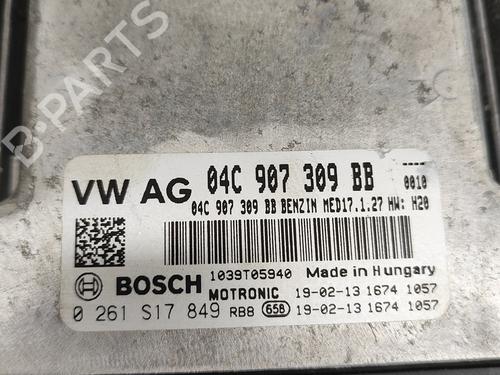 B-PARTS
VW AG 04C 907 309 BB 0010
04C 907 309 BB BENZIN MED17.1.27 HW: H20
BOSCH 1039T05940 Made in Hungary
MOTRONIC 19-02-13 1674 1057
0 261 S17 849 RB8 65B 19-02-13 1674 1057